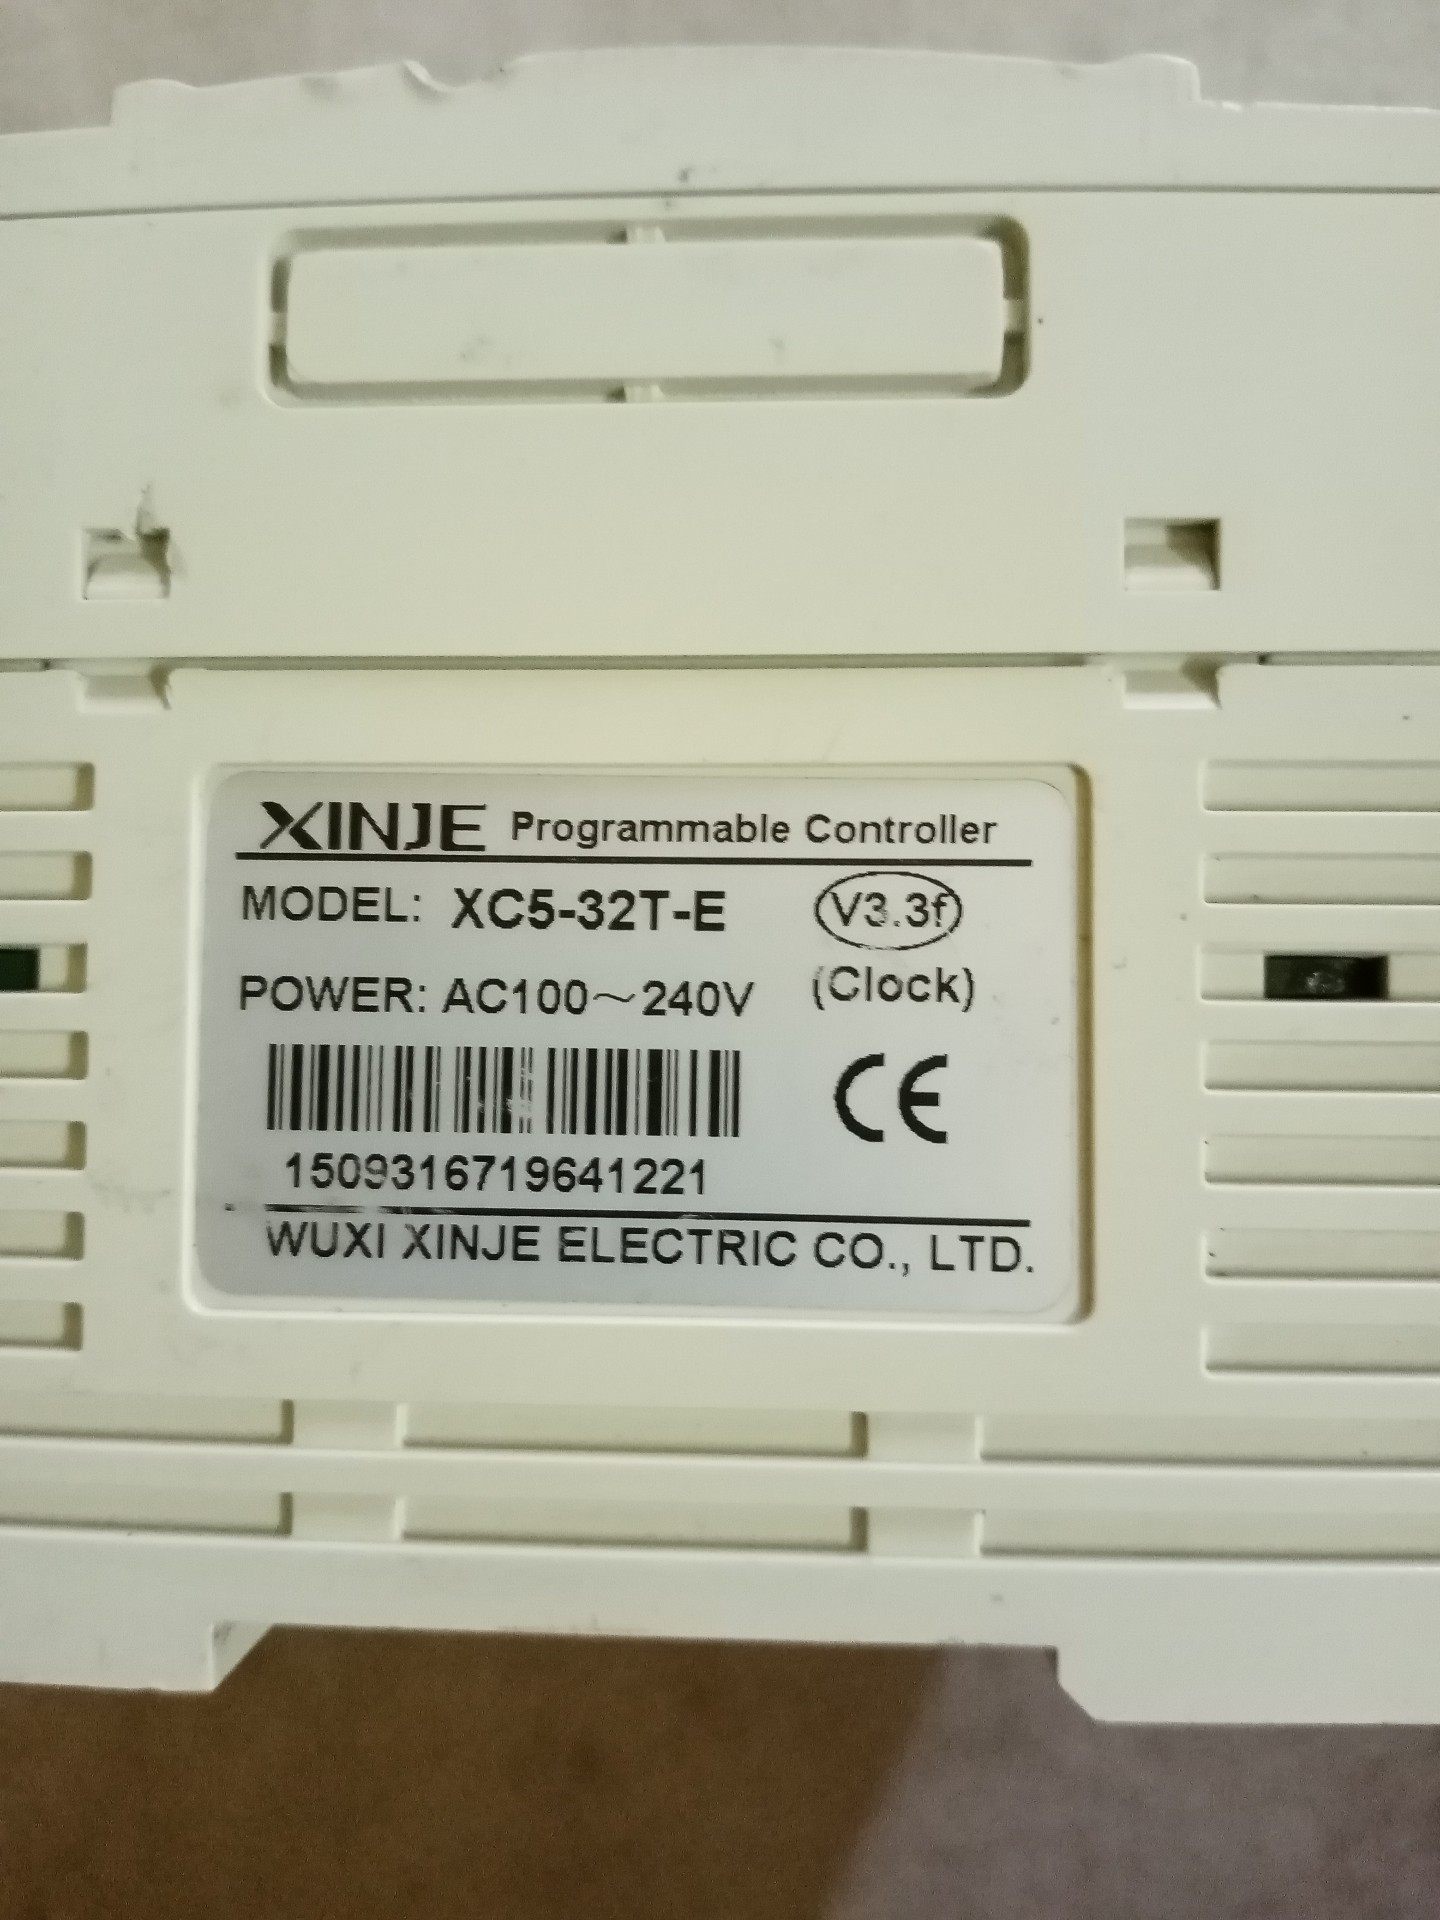 XINJE Programmable Controller
MODEL: XC5-32T-E V3.3f
POWER: AC100～240V (Clock)
CE
1509316719641221
WUXI XINJE ELECTRIC CO., LTD.